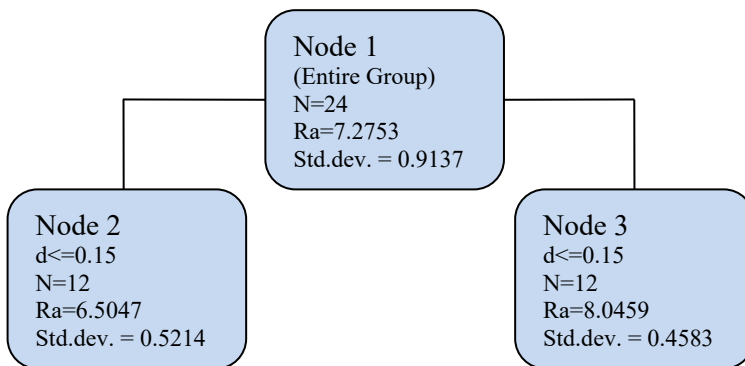 Node 1
(Entire Group)
N=24
Ra=7.2753
Std.dev. = 0.9137
Node 2
d<=0.15
N=12
Ra=6.5047
Std.dev. = 0.5214
Node 3
d<=0.15
N=12
Ra=8.0459
Std.dev. = 0.4583